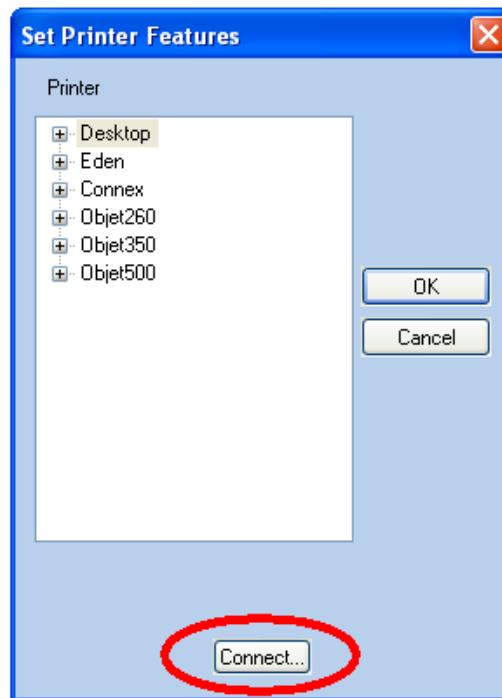 Set Printer Features
Printer
Desktop
Eden
Connex
Objet260
Objet350
Objet500
OK
Cancel
Connect...